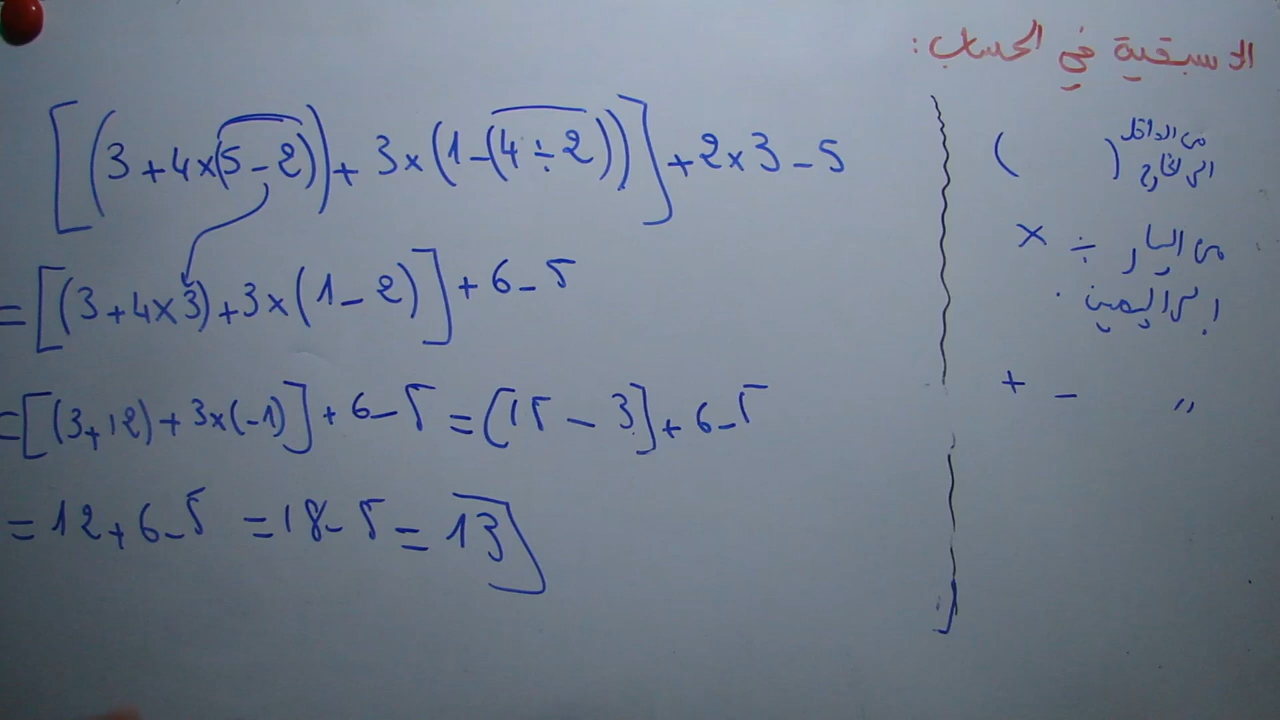 الاسبقية في الحساب:
[(3+4×(5-2))+3×(1-(4÷2))]+2×3-5
=[(3+4×3)+3×(1-2)]+6-5
=[(3+12)+3×(-1)]+6-5=[15-3]+6-5
=12+6-5=18-5=13
( ) من الداخل
الى الخارج
× ÷ من اليسار
الى اليمين.
+ - //